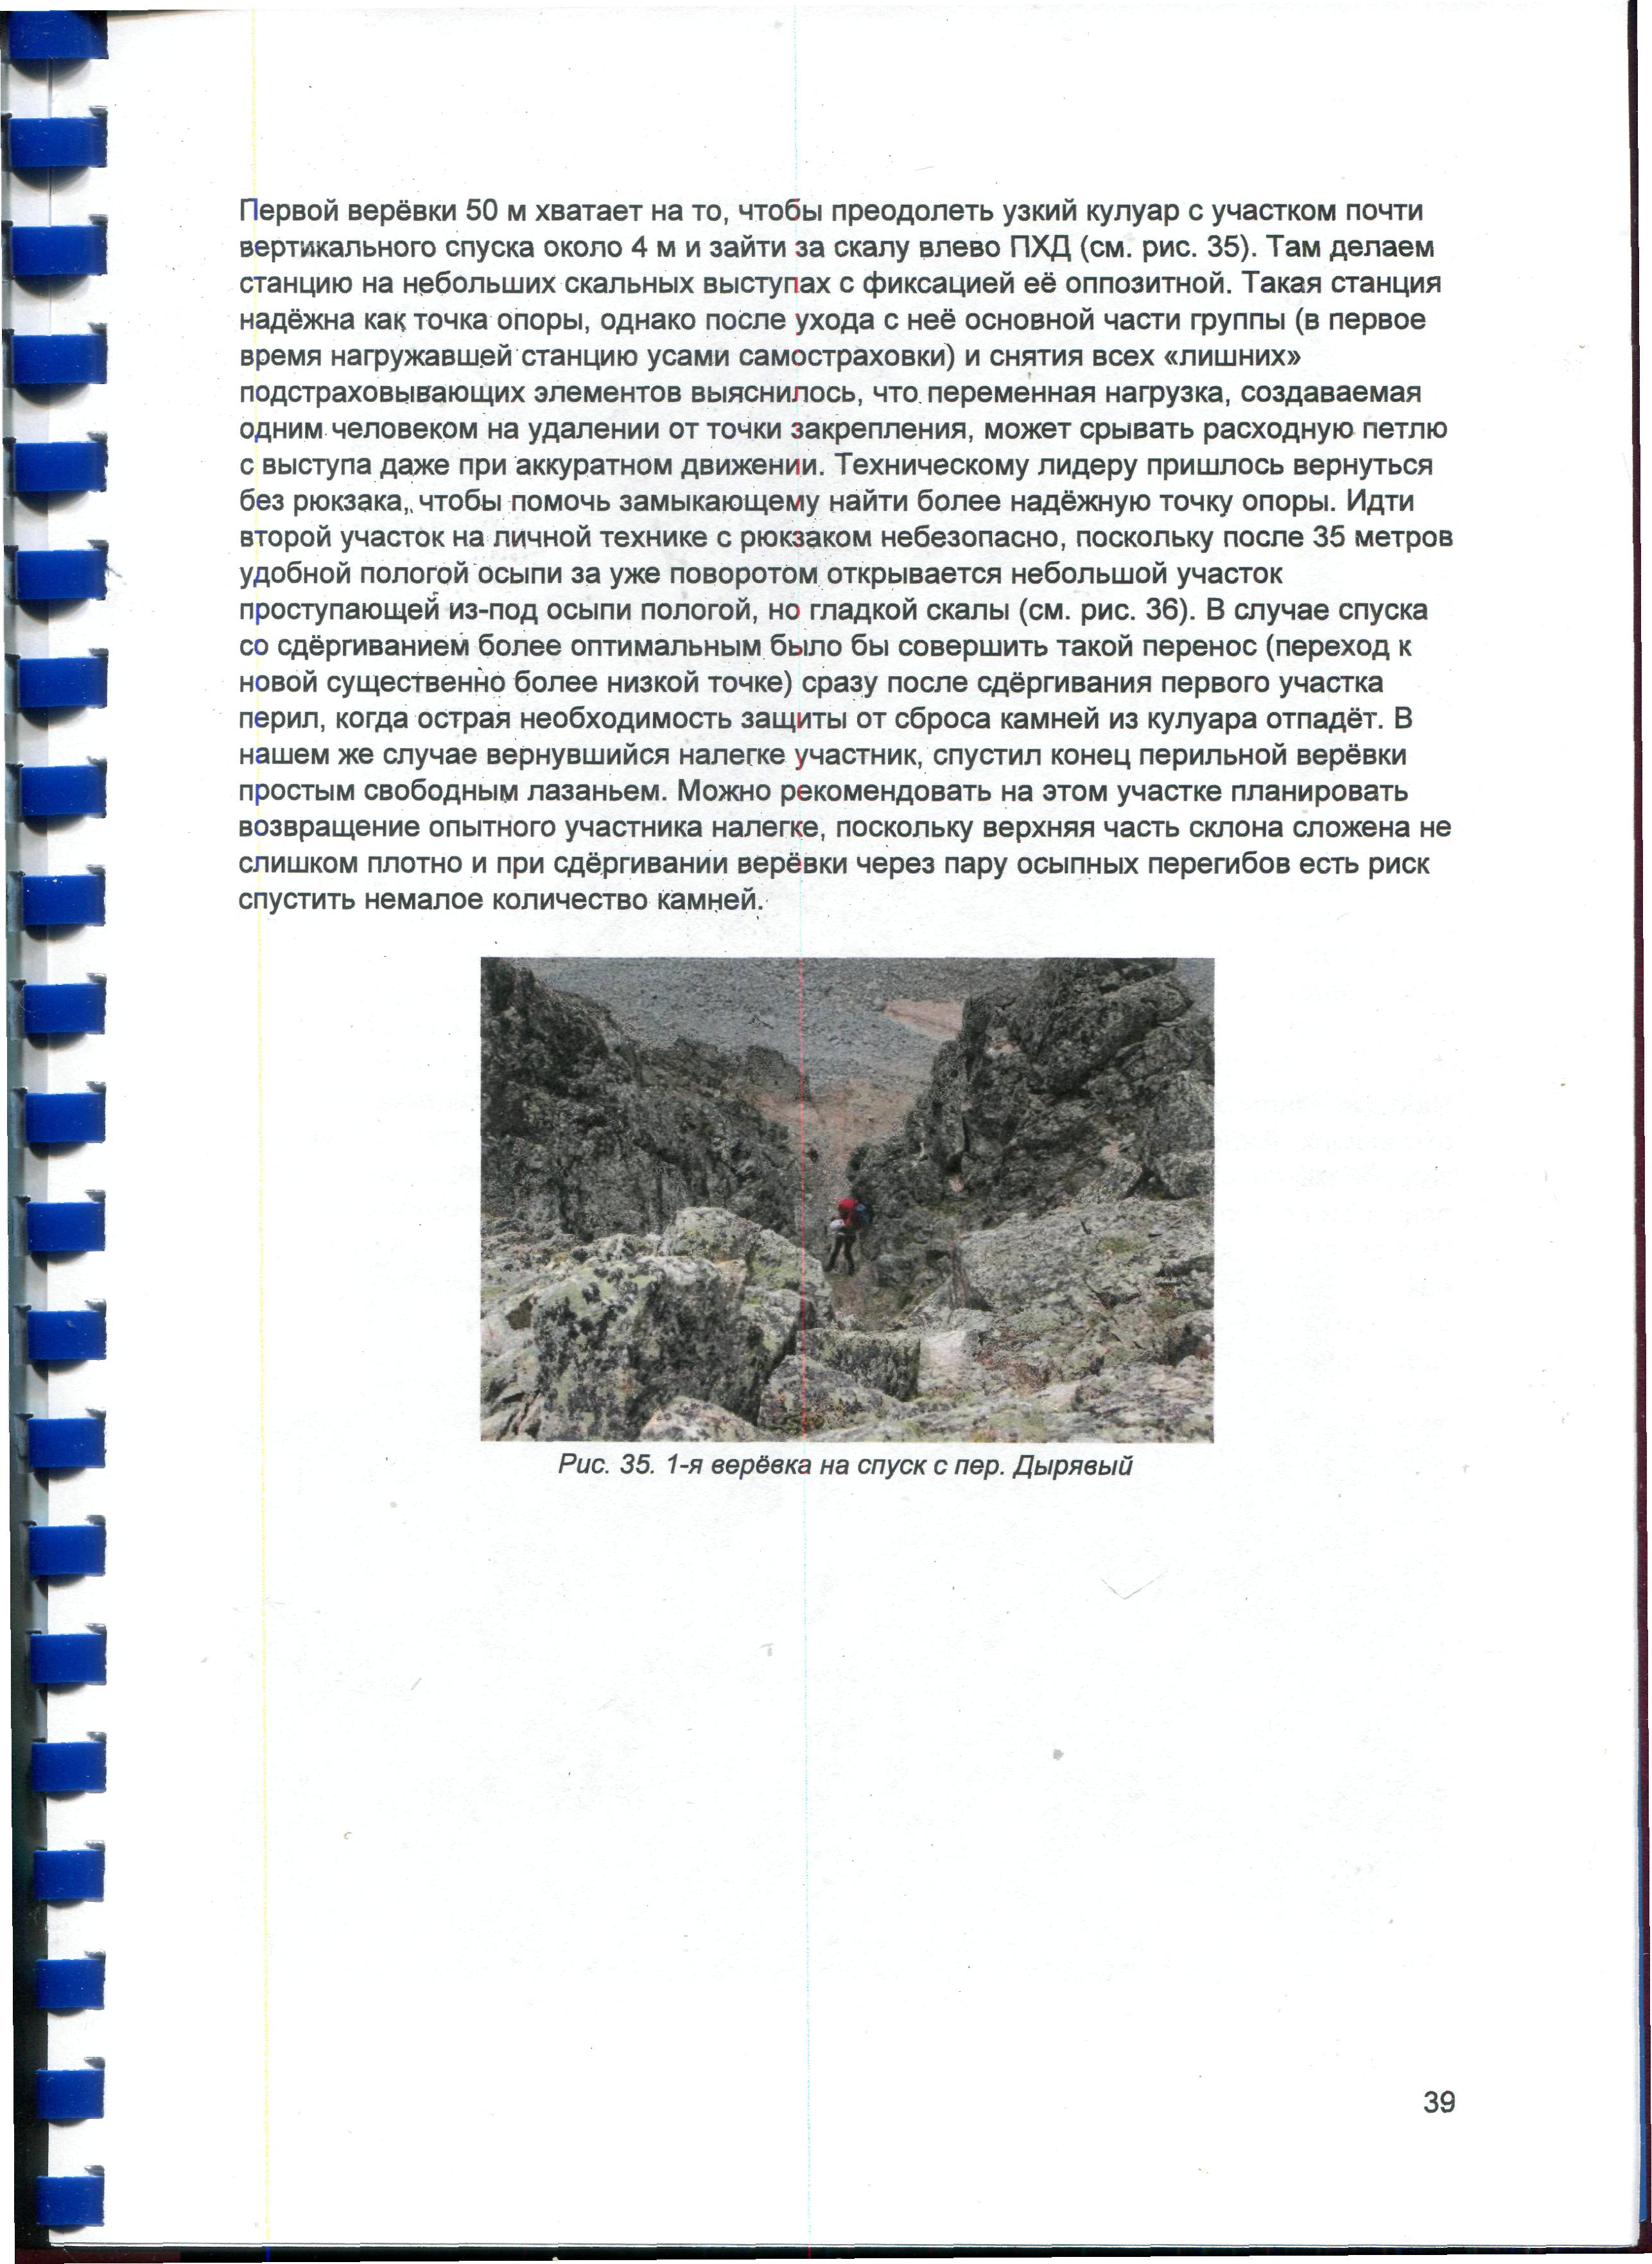 Первой верёвки 50 м хватает на то, чтобы преодолеть узкий кулуар с участком почти
вертикального спуска около 4 м и зайти за скалу влево ПХД (см. рис. 35). Там делаем
станцию на небольших скальных выступах с фиксацией её оппозитной. Такая станция
надёжна как точка опоры, однако после ухода с неё основной части группы (в первое
время нагружавшей станцию усами самостраховки) и снятия всех «лишних»
подстраховывающих элементов выяснилось, что переменная нагрузка, создаваемая
одним человеком на удалении от точки закрепления, может срывать расходную петлю
с выступа даже при аккуратном движении. Техническому лидеру пришлось вернуться
без рюкзака, чтобы помочь замыкающему найти более надёжную точку опоры. Идти
второй участок на личной технике с рюкзаком небезопасно, поскольку после 35 метров
удобной пологой осыпи за уже поворотом открывается небольшой участок
проступающей из-под осыпи пологой, но гладкой скалы (см. рис. 36). В случае спуска
со сдёргиванием более оптимальным было бы совершить такой перенос (переход к
новой существенно более низкой точке) сразу после сдёргивания первого участка
перил, когда острая необходимость защиты от сброса камней из кулуара отпадёт. В
нашем же случае вернувшийся налегке участник, спустил конец перильной верёвки
простым свободным лазаньем. Можно рекомендовать на этом участке планировать
возвращение опытного участника налегке, поскольку верхняя часть склона сложена не
слишком плотно и при сдёргивании верёвки через пару осыпных перегибов есть риск
спустить немалое количество камней.
Рис. 35. 1-я верёвка на спуск с пер. Дырявый
39